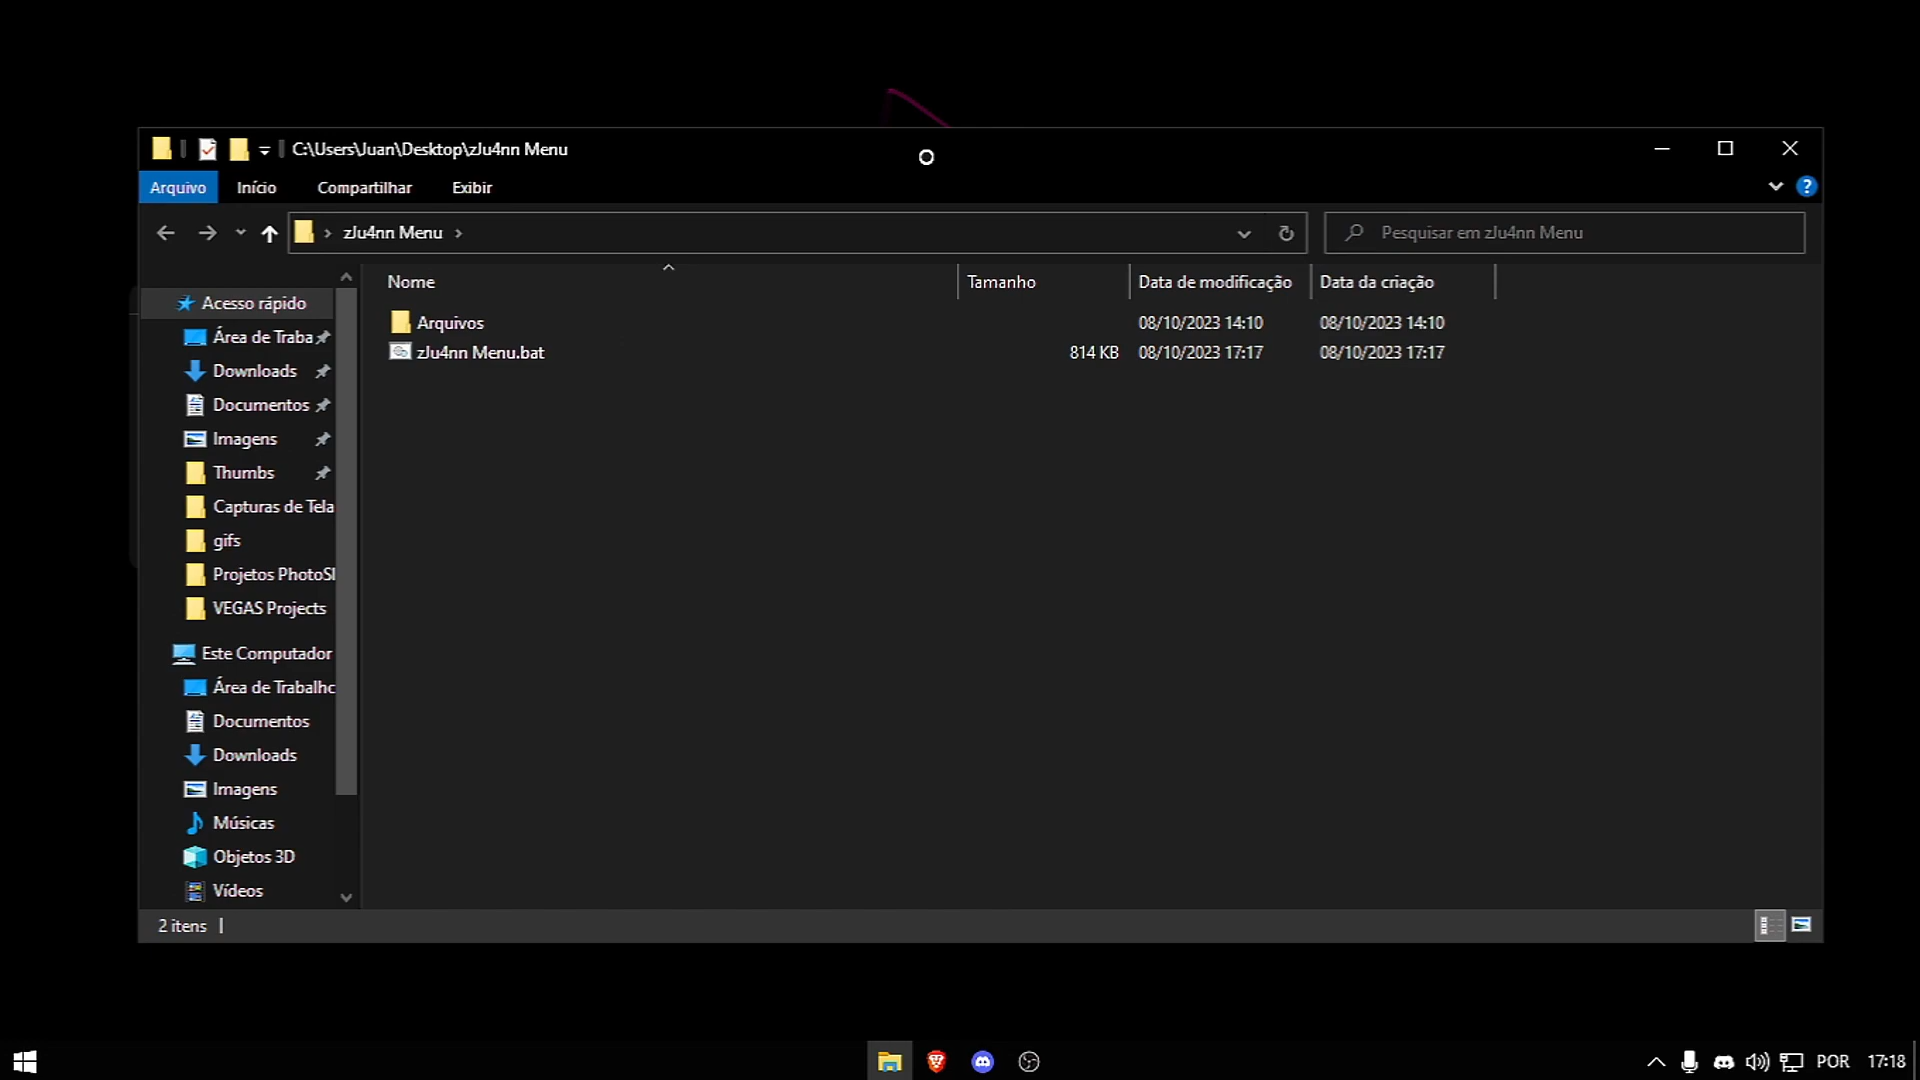 C:\Users\Juan\Desktop\zJu4nn Menu
Arquivo Início Compartilhar Exibir
zJu4nn Menu
Pesquisar em zJu4nn Menu
Nome Tamanho Data de modificação Data da criação
Arquivos 08/10/2023 14:10 08/10/2023 14:10
zJu4nn Menu.bat 814 KB 08/10/2023 17:17 08/10/2023 17:17
Acesso rápido
Área de Traba
Downloads
Documentos
Imagens
Thumbs
Capturas de Tela
gifs
Projetos PhotoSl
VEGAS Projects
Este Computador
Área de Trabalho
Documentos
Downloads
Imagens
Músicas
Objetos 3D
Vídeos
2 itens
POR 17:18